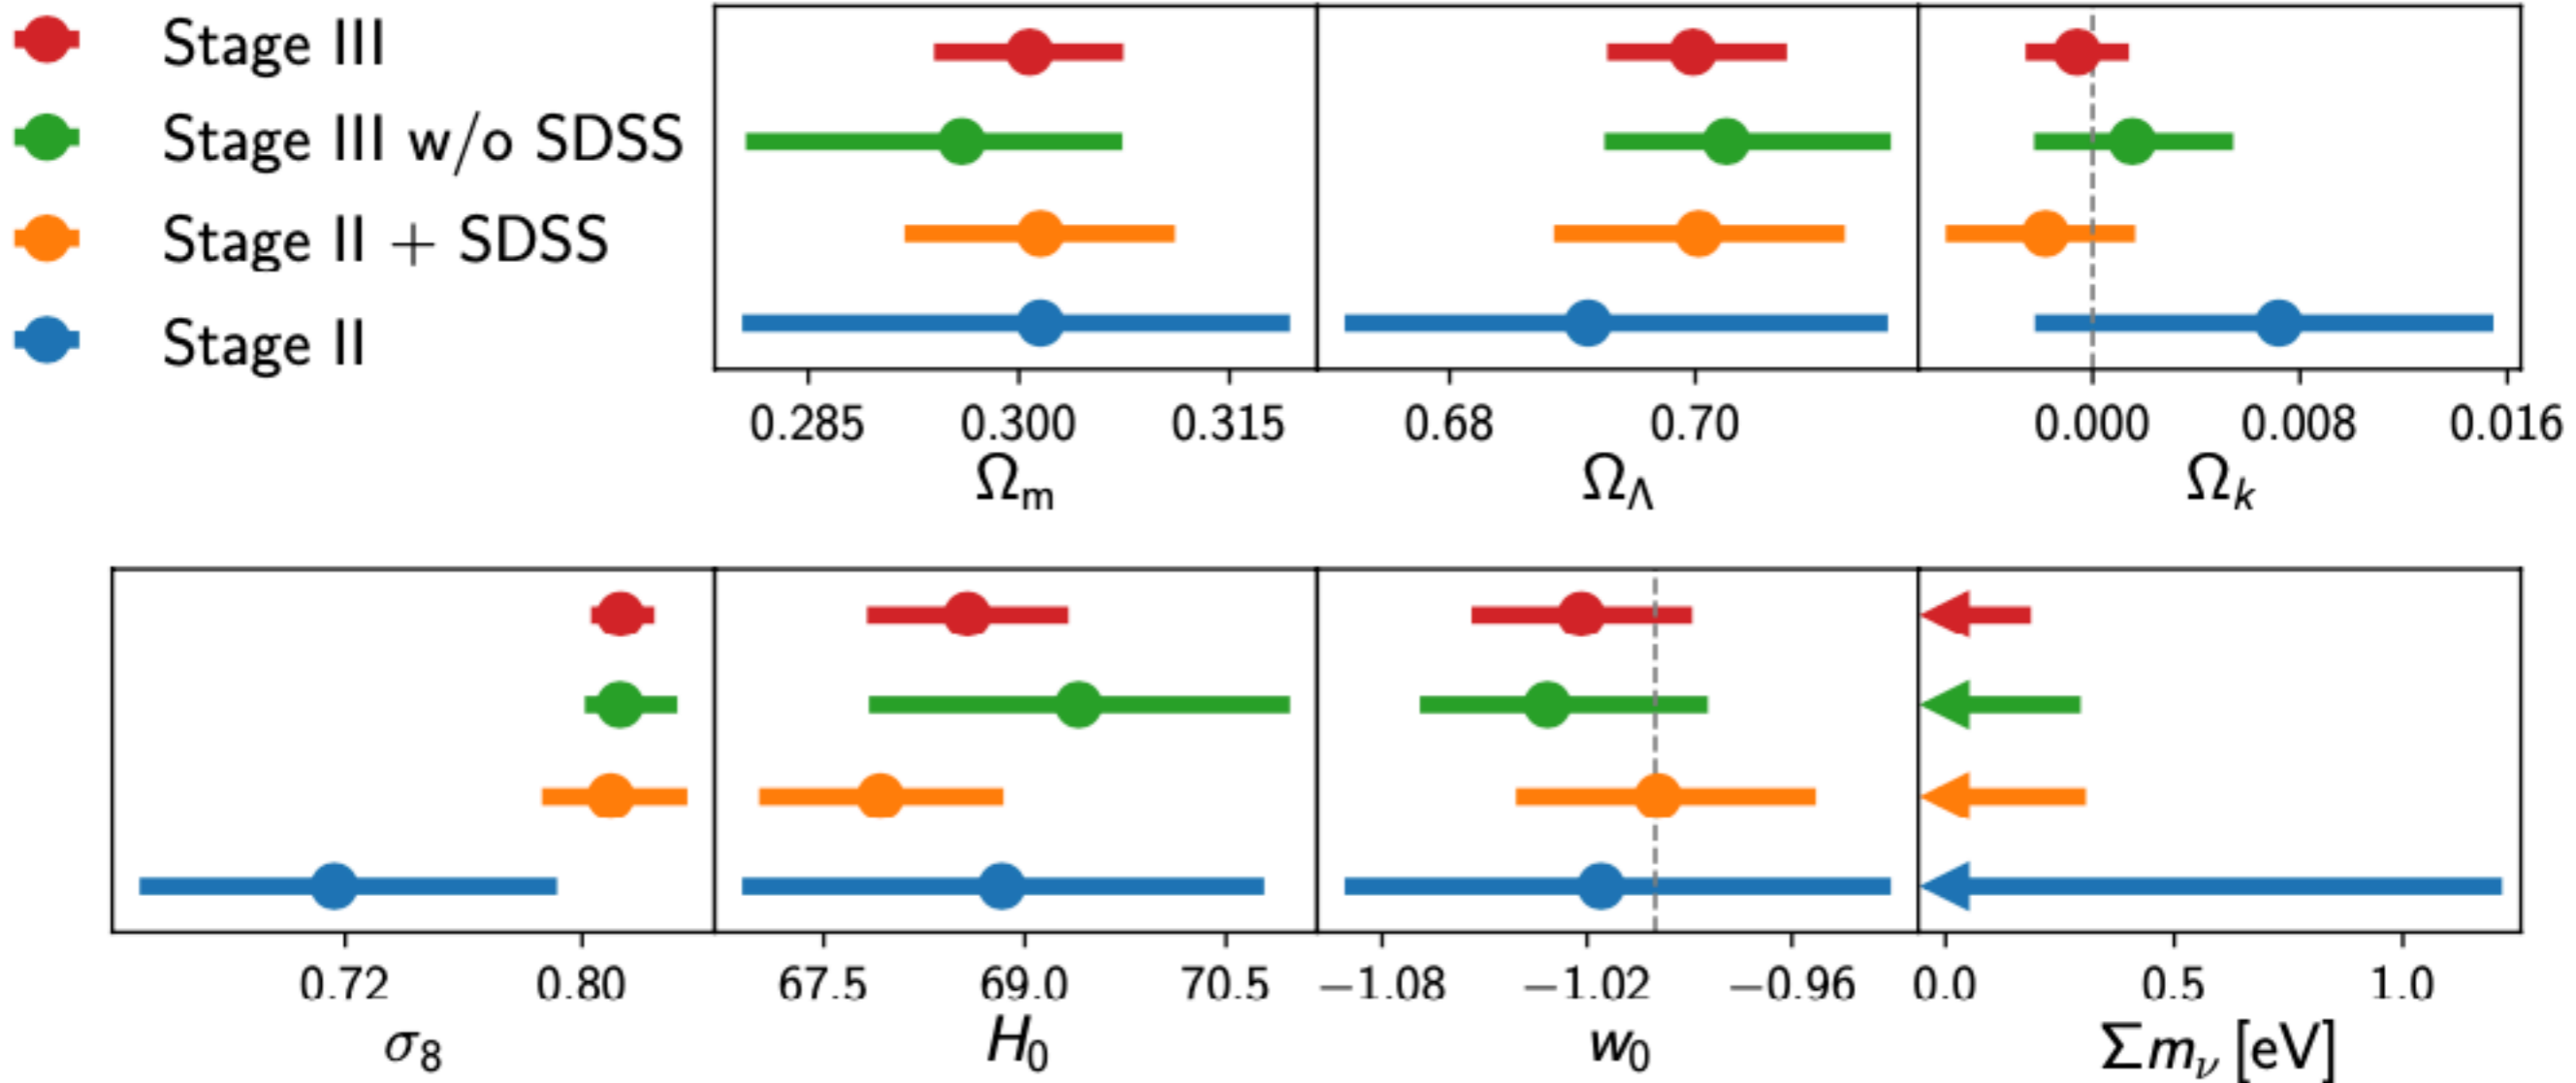 Stage III
Stage III w/o SDSS
Stage II + SDSS
Stage II
0.285 0.300 0.315 0.68 0.70 0.000 0.008 0.016
Ωm ΩΛ Ωk
0.72 0.80 67.5 69.0 70.5 −1.08 −1.02 −0.96 0.0 0.5 1.0
σ8 H0 w0 Σmν [eV]